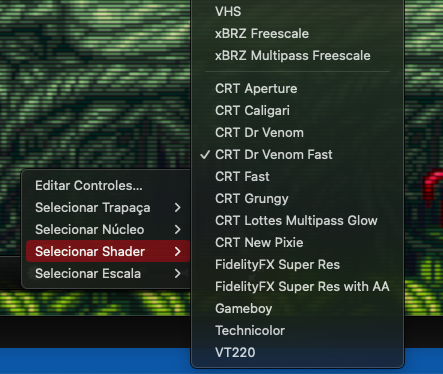 VHS
xBRZ Freescale
xBRZ Multipass Freescale
CRT Aperture
CRT Caligari
CRT Dr Venom
✓ CRT Dr Venom Fast
CRT Fast
CRT Grungy
CRT Lottes Multipass Glow
CRT New Pixie
FidelityFX Super Res
FidelityFX Super Res with AA
Gameboy
Technicolor
VT220
Editar Controles...
Selecionar Trapaça
Selecionar Núcleo
Selecionar Shader
Selecionar Escala